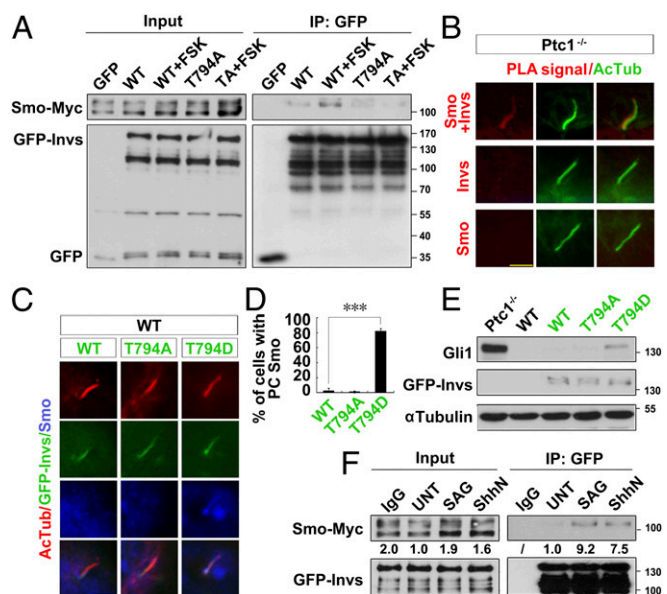 A
Input
IP: GFP
GFP WT WT+FSK T794A TA+FSK
GFP WT WT+FSK T794A TA+FSK
Smo-Myc
100
GFP-Invs
170
130
100
70
55
40
GFP
35
B
Ptc1-/-
PLA signal/AcTub
Smo +Invs
Invs
Smo
C
WT
WT T794A T794D
AcTub/GFP-Invs/Smo
D
***
% of cells with PC Smo
100
80
60
40
20
0
WT T794A T794D
E
Ptc1-/- WT WT T794A T794D
Gli1
130
GFP-Invs
130
αTubulin
55
F
Input
IP: GFP
IgG UNT SAG ShhN
IgG UNT SAG ShhN
Smo-Myc
100
2.0 1.0 1.9 1.6
/ 1.0 9.2 7.5
GFP-Invs
130
100